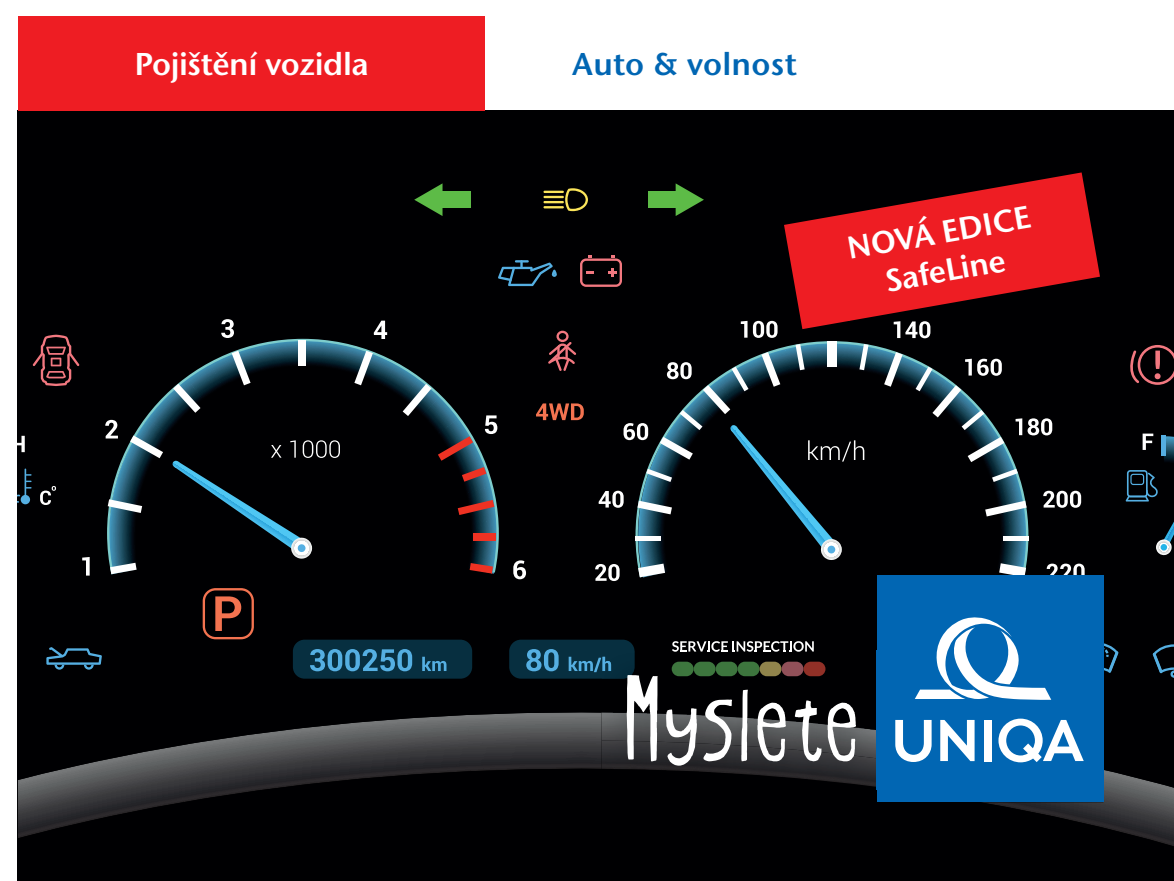 Pojištění vozidla
Auto & volnost
NOVÁ EDICE
SafeLine
3
4
2
5
1
6
x 1000
4WD
100
140
80
160
60
180
40
200
20
220
km/h
H
C°
F
P
300250 km
80 km/h
SERVICE INSPECTION
Myslete
UNIQA